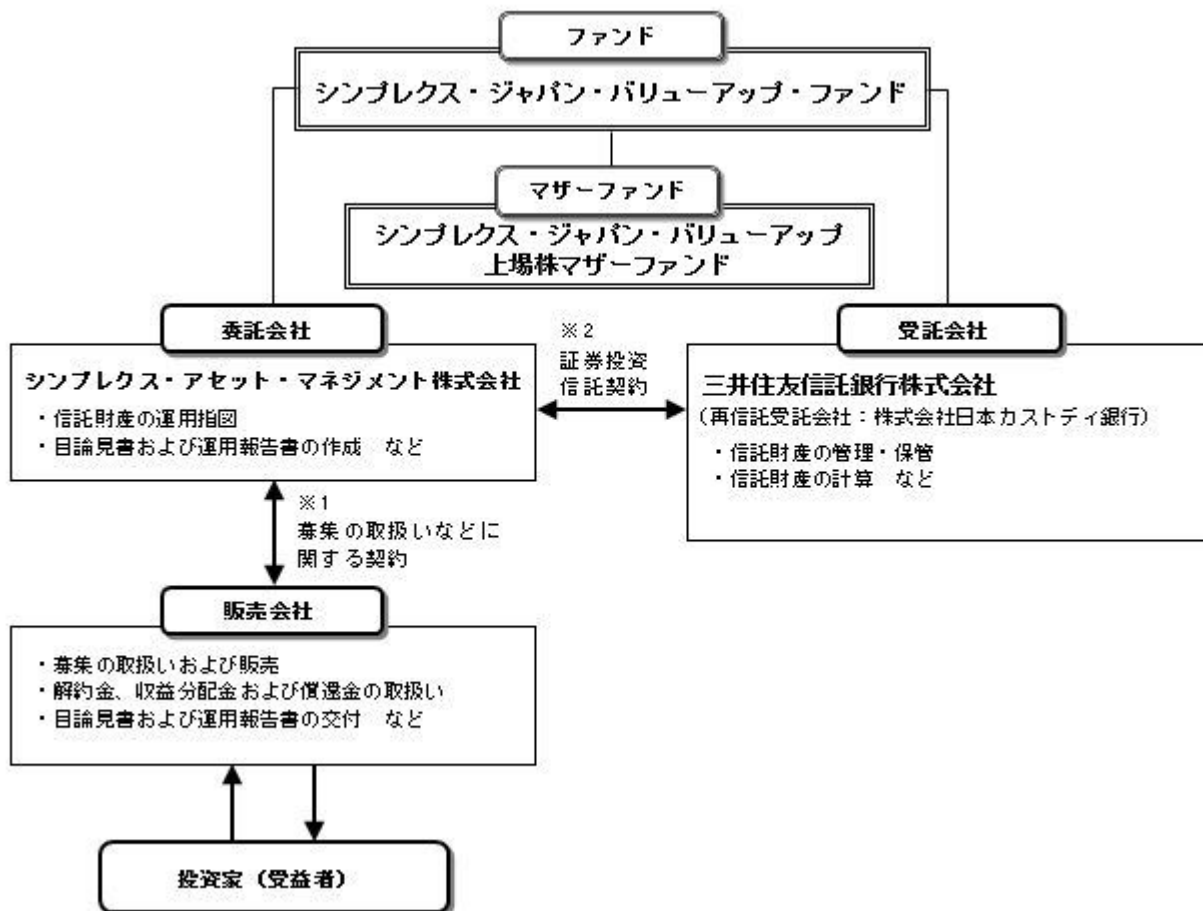 ファンド
シンプレクス・ジャパン・バリューアップ・ファンド
マザーファンド
シンプレクス・ジャパン・バリューアップ
上場株マザーファンド
委託会社
シンプレクス・アセット・マネジメント株式会社
・信託財産の運用指図
・目論見書および運用報告書の作成　など
※2
証券投資
信託契約
受託会社
三井住友信託銀行株式会社
(再信託受託会社：株式会社日本カストディ銀行)
・信託財産の管理・保管
・信託財産の計算　など
※1
募集の取扱いなどに
関する契約
販売会社
・募集の取扱いおよび販売
・解約金、収益分配金および償還金の取扱い
・目論見書および運用報告書の交付　など
投資家（受益者）